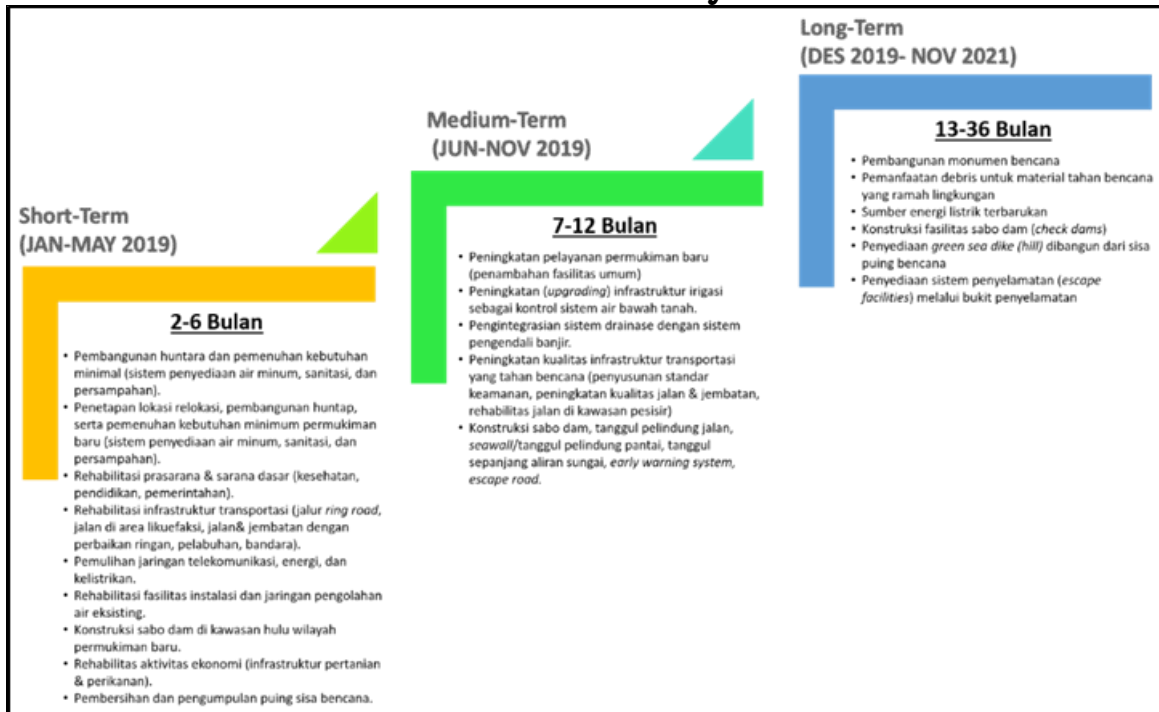 Short-Term
(JAN-MAY 2019)
2-6 Bulan
• Pembangunan huntara dan pemenuhan kebutuhan
minimal (sistem penyediaan air minum, sanitasi, dan
persampahan).
• Penetapan lokasi relokasi, pembangunan huntap,
serta pemenuhan kebutuhan minimum permukiman
baru (sistem penyediaan air minum, sanitasi, dan
persampahan).
• Rehabilitasi prasarana & sarana dasar (kesehatan,
pendidikan, pemerintahan).
• Rehabilitasi infrastruktur transportasi (jalur ring road,
jalan di area likuefaksi, jalan& jembatan dengan
perbaikan ringan, pelabuhan, bandara).
• Pemulihan jaringan telekomunikasi, energi, dan
kelistrikan.
• Rehabilitasi fasilitas instalasi dan jaringan pengolahan
air eksisting.
• Konstruksi sabo dam di kawasan hulu wilayah
permukiman baru.
• Rehabilitas aktivitas ekonomi (infrastruktur pertanian
& perikanan).
• Pembersihan dan pengumpulan puing sisa bencana.
Medium-Term
(JUN-NOV 2019)
7-12 Bulan
• Peningkatan pelayanan permukiman baru
(penambahan fasilitas umum)
• Peningkatan (upgrading) infrastruktur irigasi
sebagai kontrol sistem air bawah tanah.
• Pengintegrasian sistem drainase dengan sistem
pengendali banjir.
• Peningkatan kualitas infrastruktur transportasi
yang tahan bencana (penyusunan standar
keamanan, peningkatan kualitas jalan & jembatan,
rehabilitas jalan di kawasan pesisir)
• Konstruksi sabo dam, tanggul pelindung jalan,
seawall/tanggul pelindung pantai, tanggul
sepanjang aliran sungai, early warning system,
escape road.
Long-Term
(DES 2019- NOV 2021)
13-36 Bulan
• Pembangunan monumen bencana
• Pemanfaatan debris untuk material tahan bencana
yang ramah lingkungan
• Sumber energi listrik terbarukan
• Konstruksi fasilitas sabo dam (check dams)
• Penyediaan green sea dike (hill) dibangun dari sisa
puing bencana
• Penyediaan sistem penyelamatan (escape
facilities) melalui bukit penyelamatan